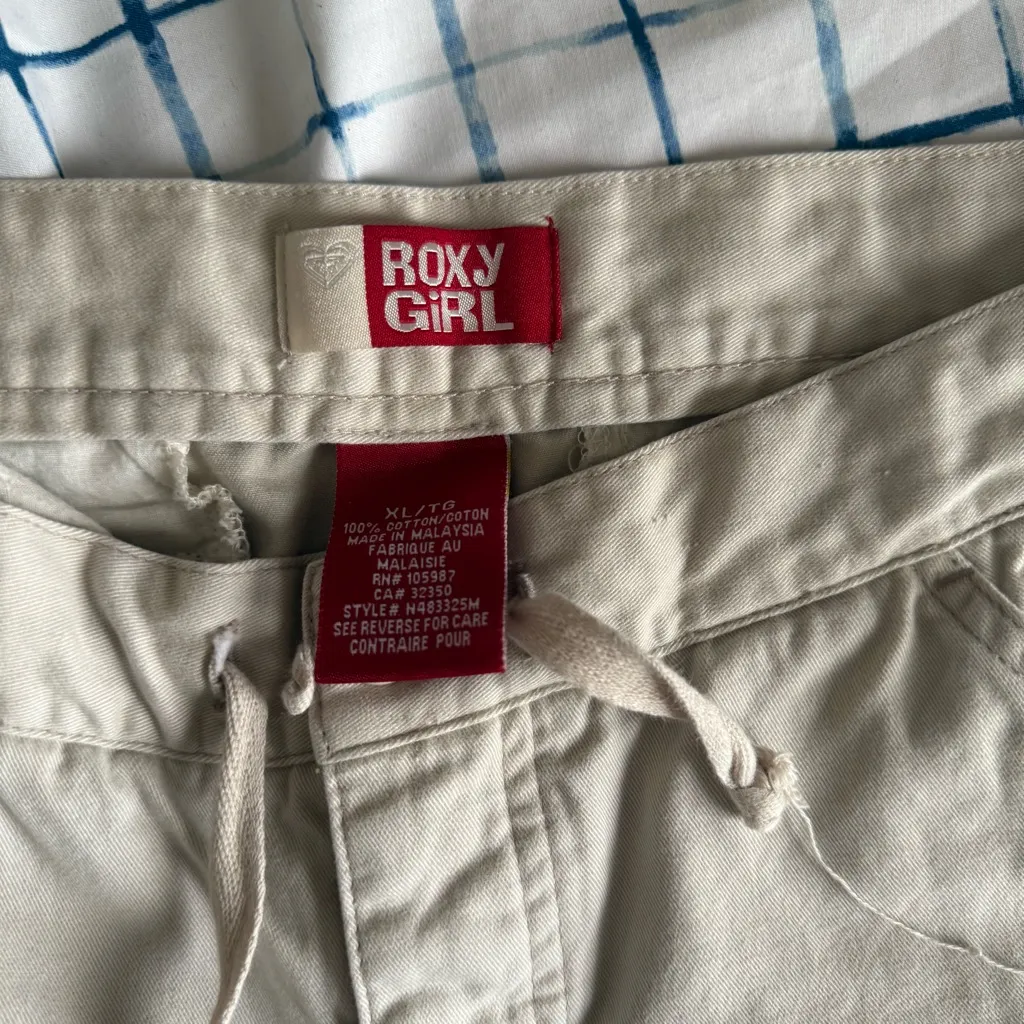 ROXY
GiRL
XL/TG
100% COTTON/COTON
MADE IN MALAYSIA
FABRIQUE AU
MALAISIE
RN# 105987
CA# 32350
STYLE# N483325M
SEE REVERSE FOR CARE
CONTRAIRE POUR